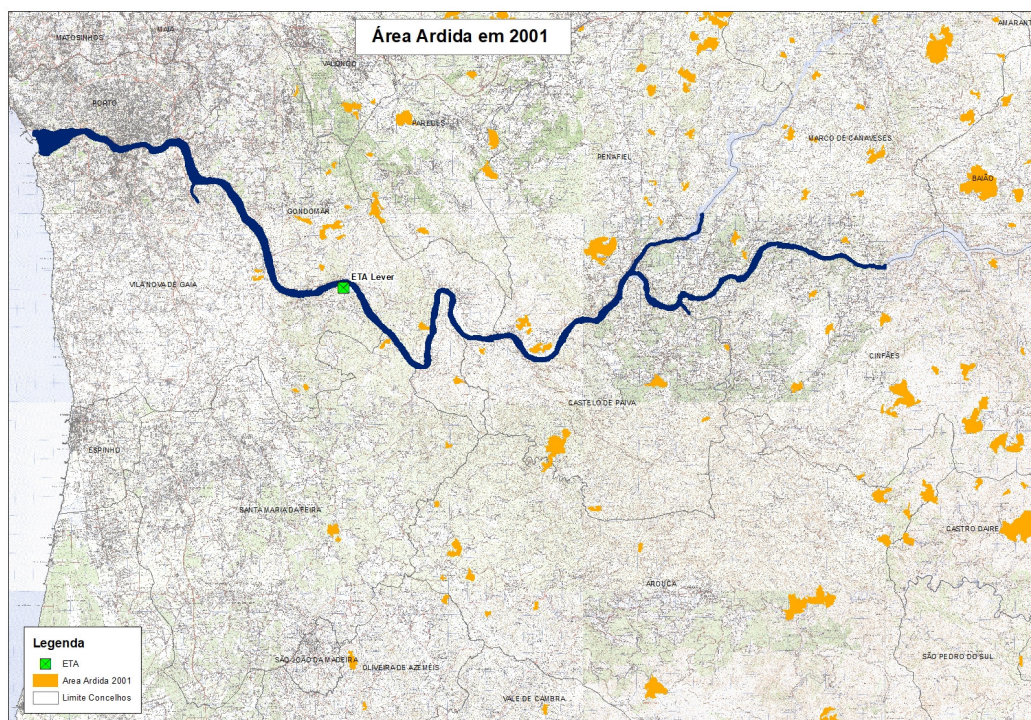 Área Ardida em 2001
AMARANT
MAIA
MATOSINHOS
VALONGO
PORTO
PAREDES
MARCO DE CANAVESES
PENAFIEL
BAIÃO
GONDOMAR
ETA Lever
VILA NOVA DE GAIA
CINFÃES
CASTELO DE PAIVA
ESPINHO
SANTA MARIA DA FEIRA
CASTRO DAIRE
AROUCA
SÃO PEDRO DO SUL
SÃO JOÃO DA MADEIRA
OLIVEIRA DE AZEMÉIS
VALE DE CAMBRA
Legenda
ETA
Area Ardida 2001
Limite Concelhos